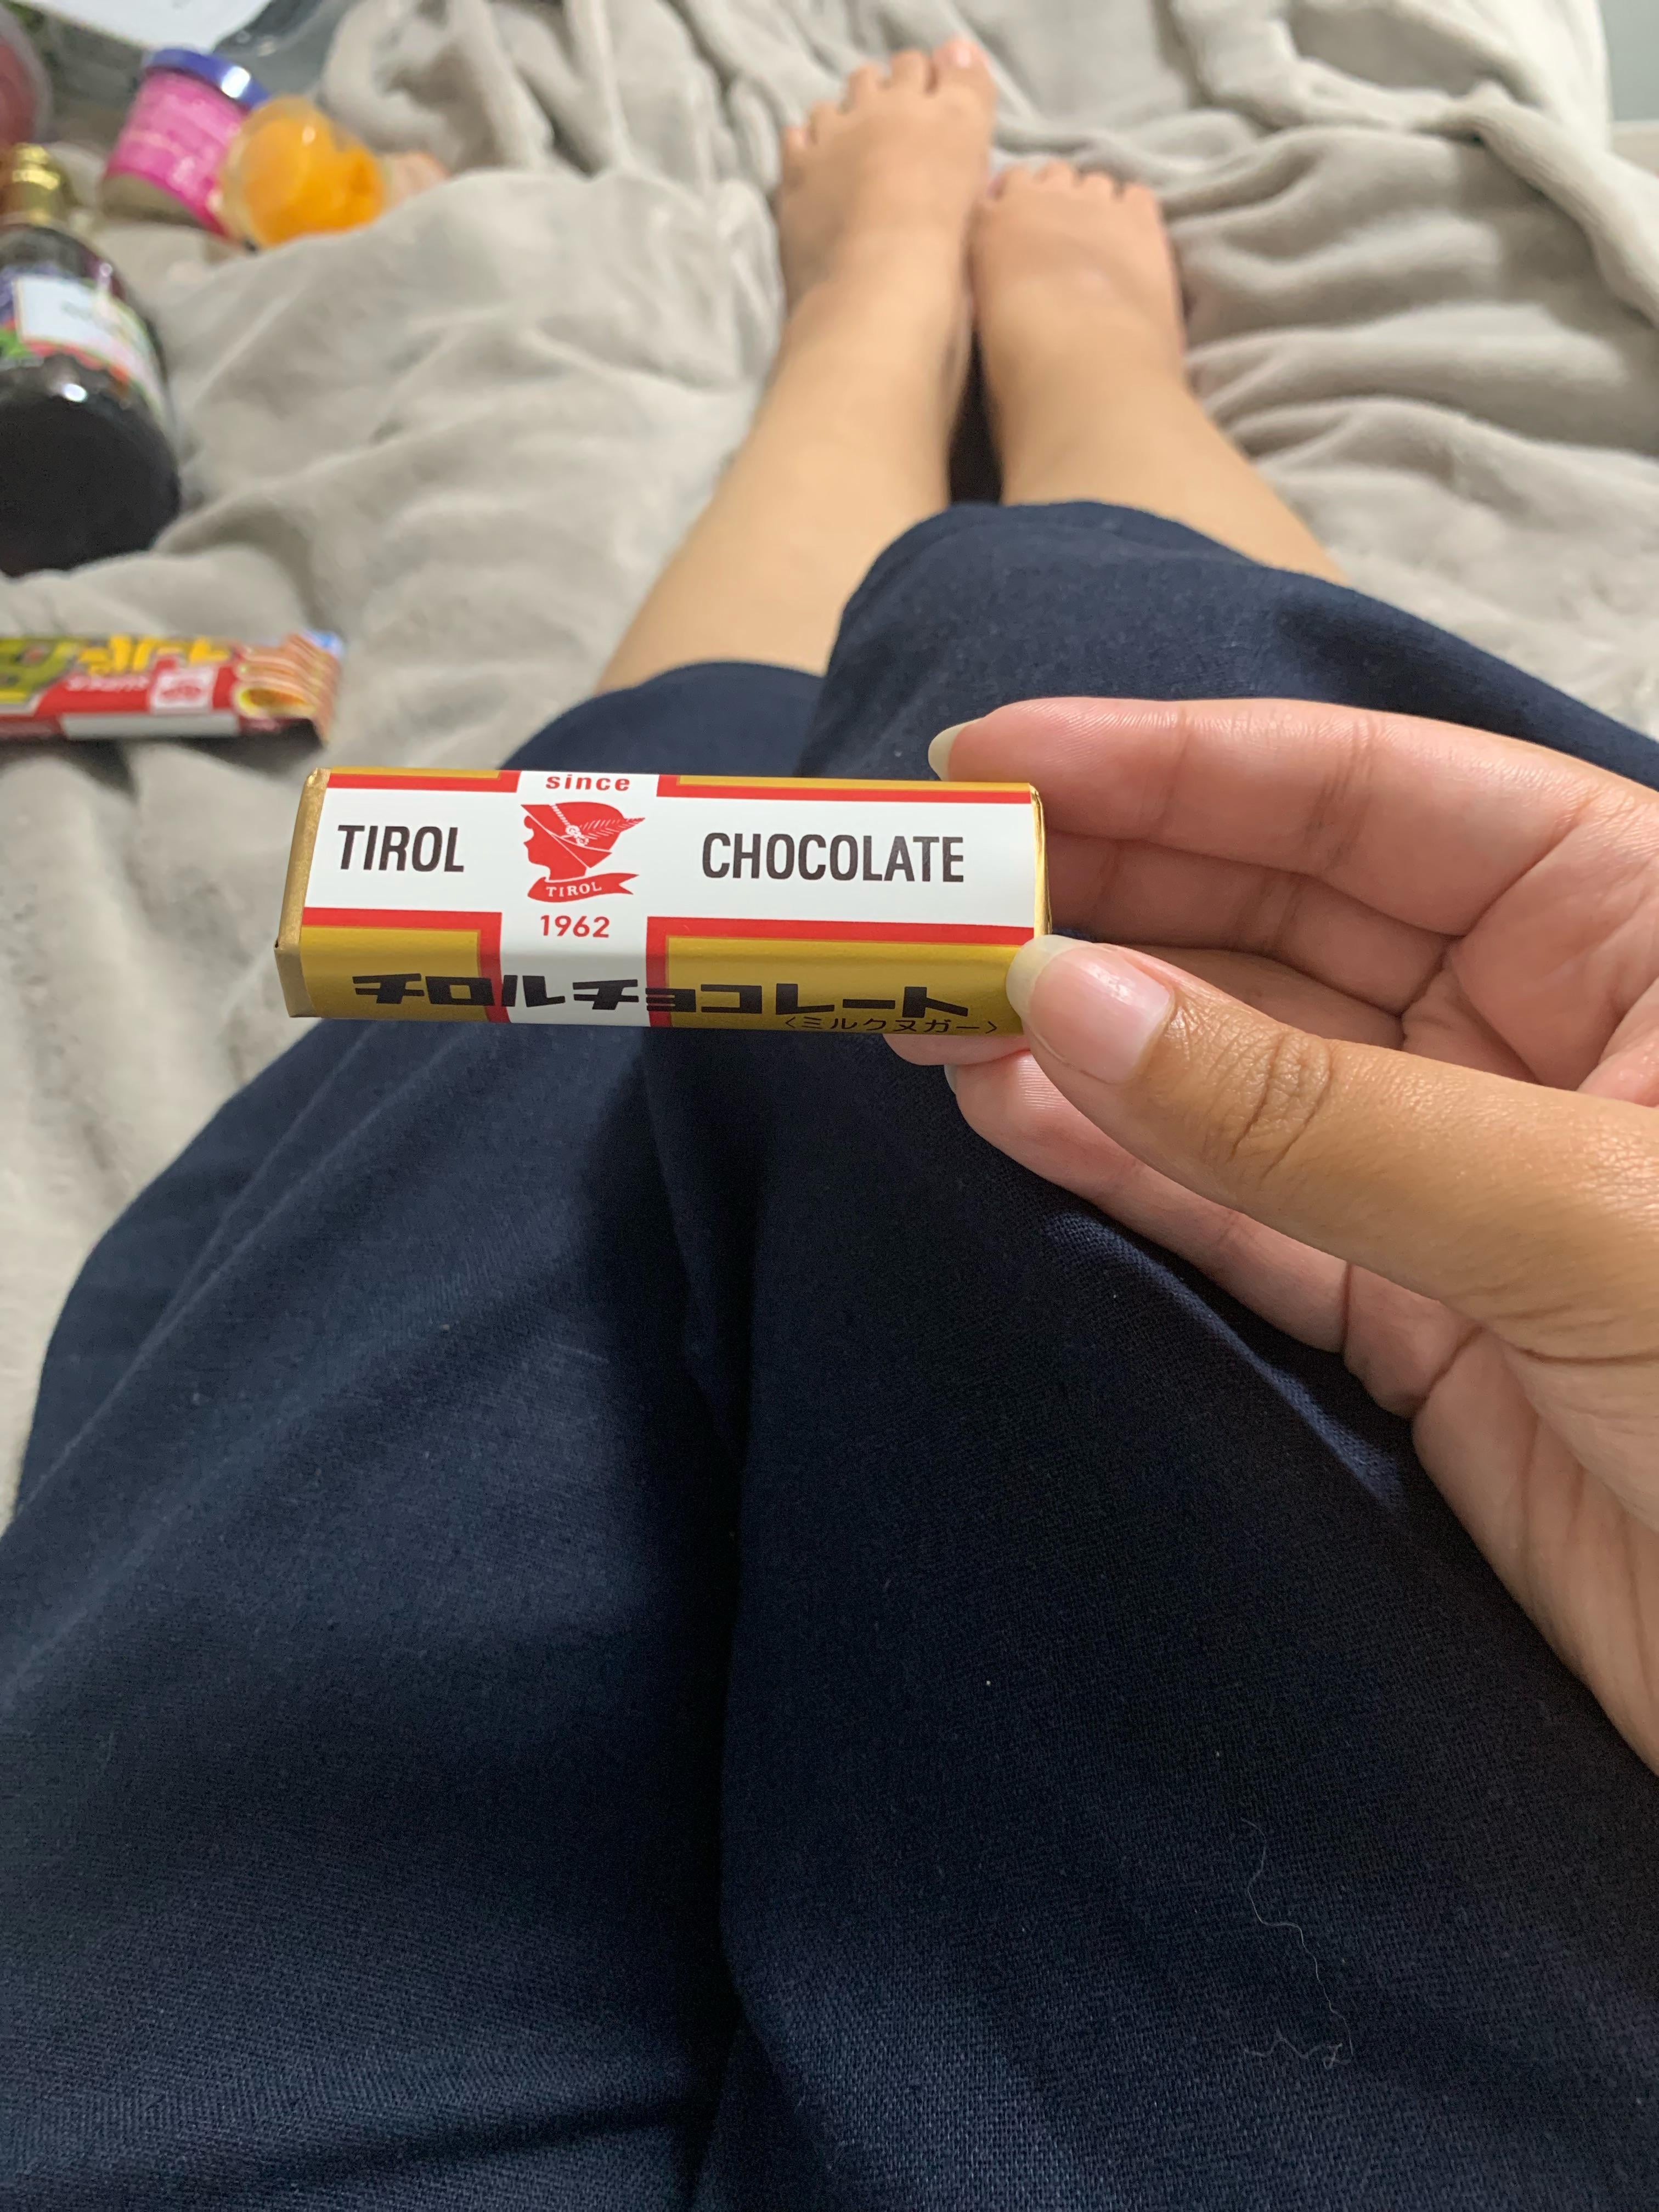 since
TIROL CHOCOLATE
TIROL
1962
チロルチョコレート
〈ミルクヌガー〉